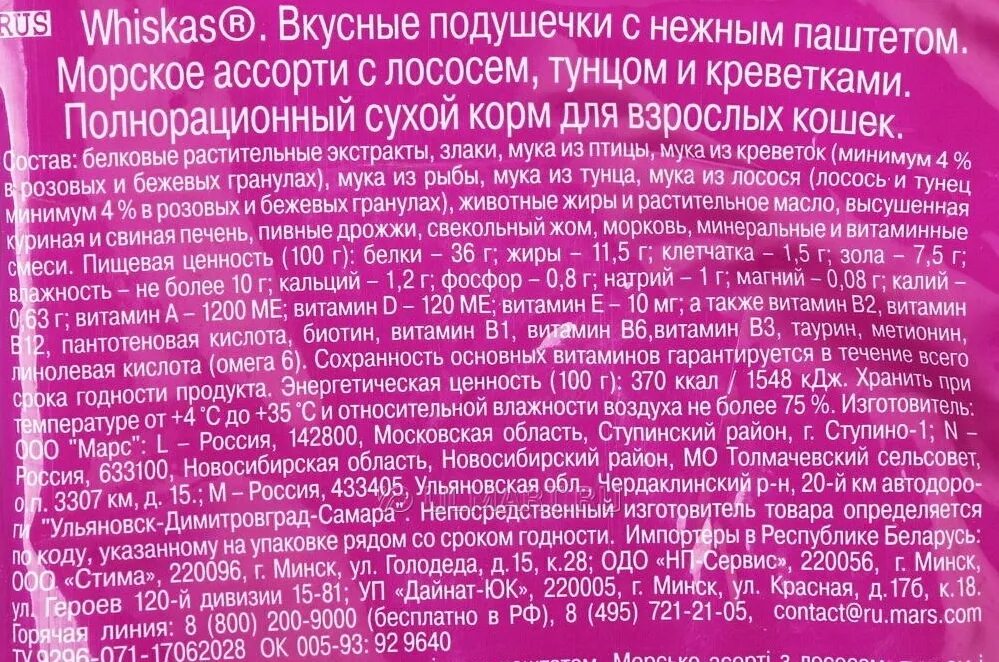 RUS Whiskas®. Вкусные подушечки с нежным паштетом.
Морское ассорти с лососем, тунцом и креветками.
Полнорационный сухой корм для взрослых кошек.
Состав: белковые растительные экстракты, злаки, мука из птицы, мука из креветок (минимум 4 %
в розовых и бежевых гранулах), мука из рыбы, мука из тунца, мука из лосося (лосось и тунец
минимум 4 % в розовых и бежевых гранулах), животные жиры и растительное масло, высушенная
куриная и свиная печень, пивные дрожжи, свекольный жом, морковь, минеральные и витаминные
смеси. Пищевая ценность (100 г): белки – 36 г; жиры – 11,5 г; клетчатка – 1,5 г; зола – 7,5 г;
влажность – не более 10 г; кальций – 1,2 г; фосфор – 0,8 г; натрий – 1 г; магний – 0,08 г; калий –
0,63 г; витамин А – 1200 МЕ; витамин D – 120 МЕ; витамин Е – 10 мг; а также витамин В2, витамин
В12, пантотеновая кислота, биотин, витамин В1, витамин В6,витамин В3, таурин, метионин,
линолевая кислота (омега 6). Сохранность основных витаминов гарантируется в течение всего
срока годности продукта. Энергетическая ценность (100 г): 370 ккал / 1548 кДж. Хранить при
температуре от +4 °С до +35 °С и относительной влажности воздуха не более 75 %. Изготовитель:
ООО "Марс": L – Россия, 142800, Московская область, Ступинский район, г. Ступино-1; N –
Россия, 633100, Новосибирская область, Новосибирский район, МО Толмачевский сельсовет,
о.п. 3307 км, д. 15.; М – Россия, 433405, Ульяновская обл., Чердаклинский р-н, 20-й км автодоро-
ги "Ульяновск-Димитровград-Самара". Непосредственный изготовитель товара определяется
по коду, указанному на упаковке рядом со сроком годности. Импортеры в Республике Беларусь:
ООО «Стима», 220096, г. Минск, ул. Голодеда, д.15, к.28; ОДО «НП-Сервис», 220056, г. Минск,
ул. Героев 120-й дивизии 15-81; УП «Дайнат-ЮК», 220005, г. Минск, ул. Красная, д.17б, к.18.
Горячая линия: 8 (800) 200-9000 (бесплатно в РФ), 8 (495) 721-21-05, contact@ru.mars.com
ТУ 9296-071-17062028 ОК 005-93: 92 9640
паштетом. Морське асорті з лососем,